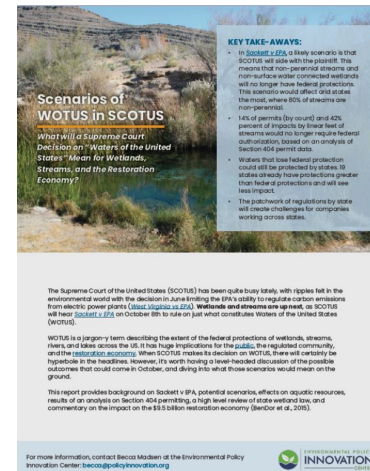 KEY TAKE-AWAYS:
• In Sackett v EPA, a likely scenario is that
SCOTUS will side with the plaintiff. This
means that non-perennial streams and
non-surface water connected wetlands
will no longer have federal protections.
This scenario would affect arid states
the most, where 80% of streams are
non-perennial.
• 14% of permits (by count) and 42%
percent of impacts by linear feet of
streams would no longer require federal
authorization, based on an analysis of
Section 404 permit data.
• Waters that lose federal protection
could still be protected by states. 19
states already have protections greater
than federal protections and will see
less impact.
• The patchwork of regulations by state
will create challenges for companies
working across states.
Scenarios of
WOTUS in SCOTUS
What will a Supreme Court
Decision on "Waters of the United
States" Mean for Wetlands,
Streams, and the Restoration
Economy?
The Supreme Court of the United States (SCOTUS) has been quite busy lately, with ripples felt in the
environmental world with the decision in June limiting the EPA's ability to regulate carbon emissions
from electric power plants (West Virginia vs EPA). Wetlands and streams are up next, as SCOTUS
will hear Sackett v EPA on October 8th to rule on just what constitutes Waters of the United States
(WOTUS).
WOTUS is a jargon-y term describing the extent of the federal protections of wetlands, streams,
rivers, and lakes across the US. It has huge implications for the public, the regulated community,
and the restoration economy. When SCOTUS makes its decision on WOTUS, there will certainly be
hyperbole in the headlines. However, it's worth having a level-headed discussion of the possible
outcomes that could come in October, and diving into what those scenarios would mean on the
ground.
This report provides background on Sackett v EPA, potential scenarios, effects on aquatic resources,
results of an analysis on Section 404 permitting, a high level review of state wetland law, and
commentary on the impact on the $9.5 billion restoration economy (BenDor et al., 2015).
For more information, contact Becca Madsen at the Environmental Policy
Innovation Center: becca@policyinnovation.org
ENVIRONMENTAL POLICY
INNOVATION
CENTER